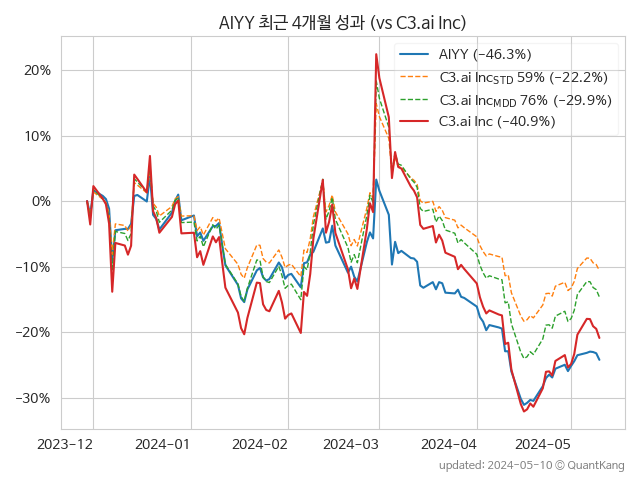 AIYY 최근 4개월 성과 (vs C3.ai Inc)
AIYY (−46.3%)
C3.ai Inc_STD 59% (−22.2%)
C3.ai Inc_MDD 76% (−29.9%)
C3.ai Inc (−40.9%)
20%
10%
0%
−10%
−20%
−30%
2023−12 2024−01 2024−02 2024−03 2024−04 2024−05
updated: 2024-05-10 © QuantKang